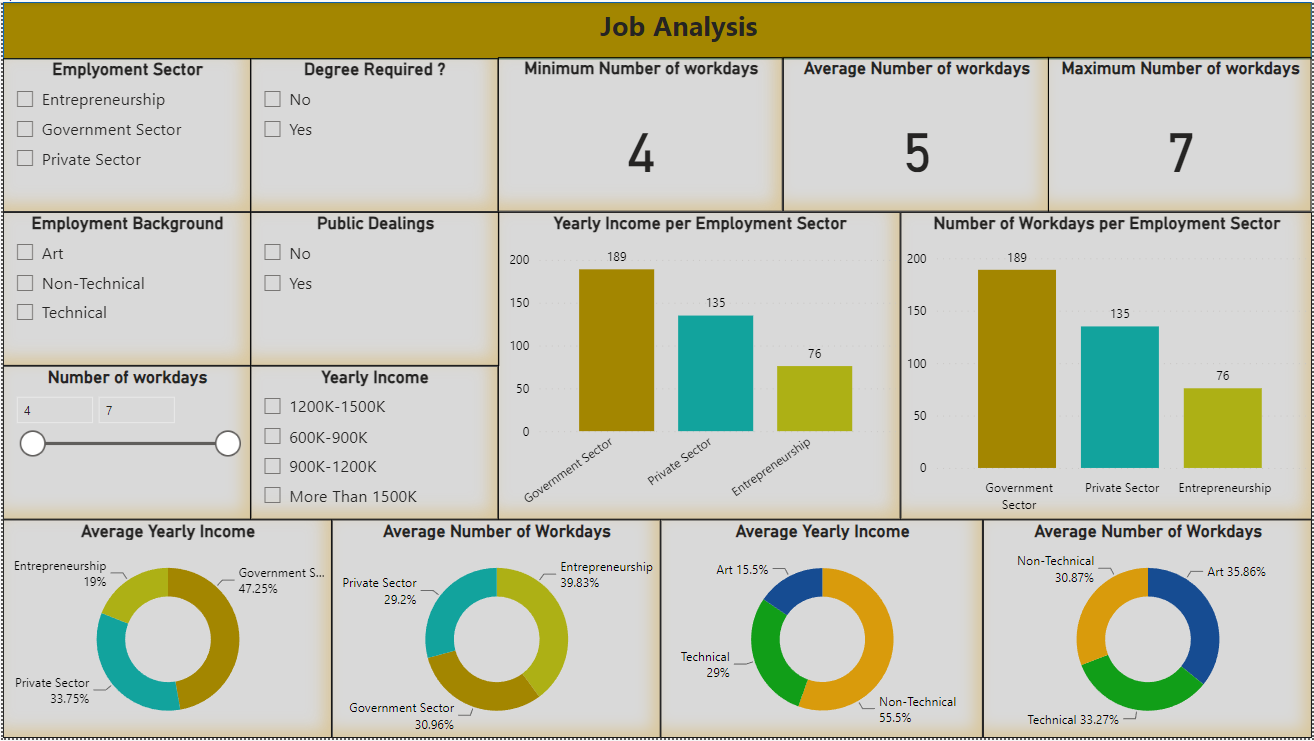 Job Analysis
Emplyoment Sector
Entrepreneurship
Government Sector
Private Sector
Degree Required ?
No
Yes
Minimum Number of workdays
4
Average Number of workdays
5
Maximum Number of workdays
7
Employment Background
Art
Non-Technical
Technical
Public Dealings
No
Yes
Number of workdays
4
7
Yearly Income
1200K-1500K
600K-900K
900K-1200K
More Than 1500K
Yearly Income per Employment Sector
200
150
100
50
0
189
135
76
Government Sector
Private Sector
Entrepreneurship
Number of Workdays per Employment Sector
200
150
100
50
0
189
135
76
Government
Sector
Private Sector
Entrepreneurship
Average Yearly Income
Entrepreneurship
19%
Government S...
47.25%
Private Sector
33.75%
Average Number of Workdays
Private Sector
29.2%
Entrepreneurship
39.83%
Government Sector
30.96%
Average Yearly Income
Art 15.5%
Technical
29%
Non-Technical
55.5%
Average Number of Workdays
Non-Technical
30.87%
Art 35.86%
Technical 33.27%